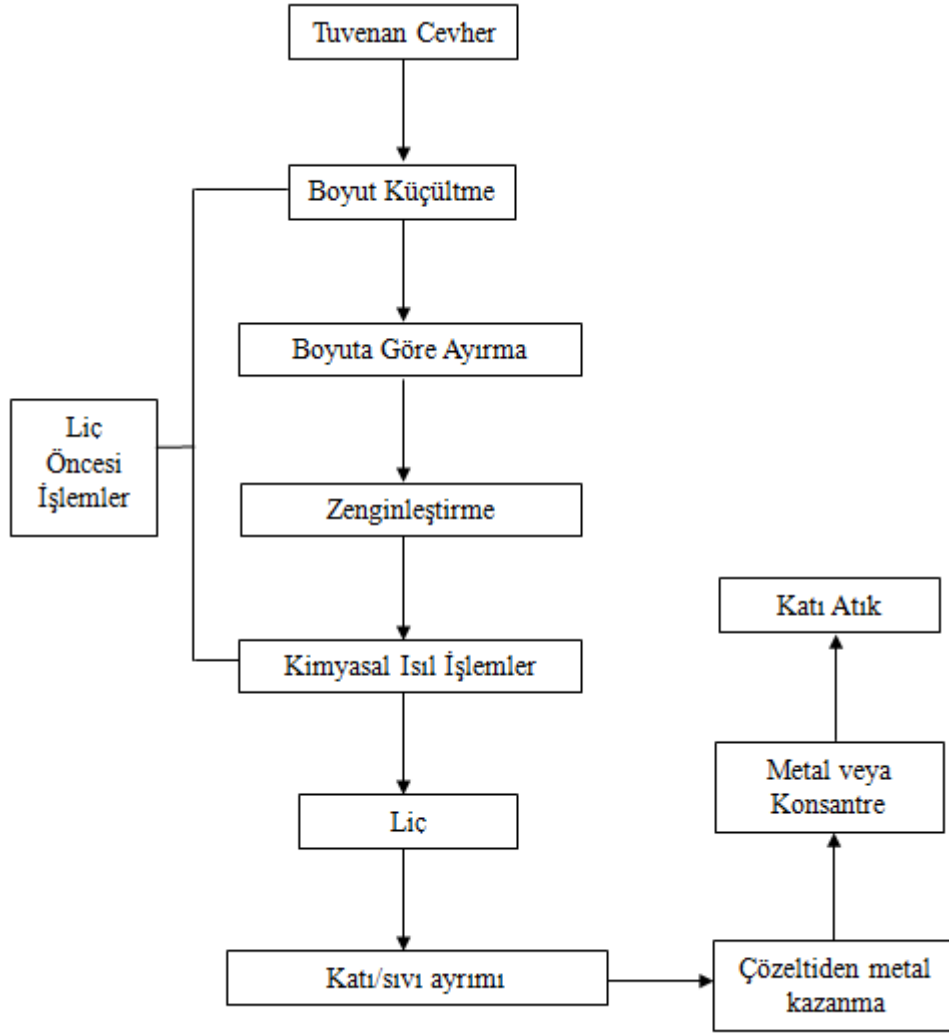 Tuvenan Cevher
Boyut Küçültme
Boyuta Göre Ayırma
Liç
Öncesi
İşlemler
Zenginleştirme
Kimyasal Isıl İşlemler
Liç
Katı/sıvı ayrımı
Çözeltiden metal
kazanma
Metal veya
Konsantre
Katı Atık